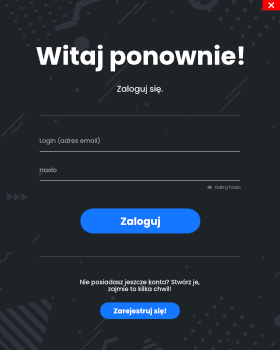 Witaj ponownie!
Zaloguj się.
Login (adres email)
Hasło
Odkryj hasło
Zaloguj
Nie posiadasz jeszcze konta? Stwórz je,
zajmie to kilka chwil!
Zarejestruj się!